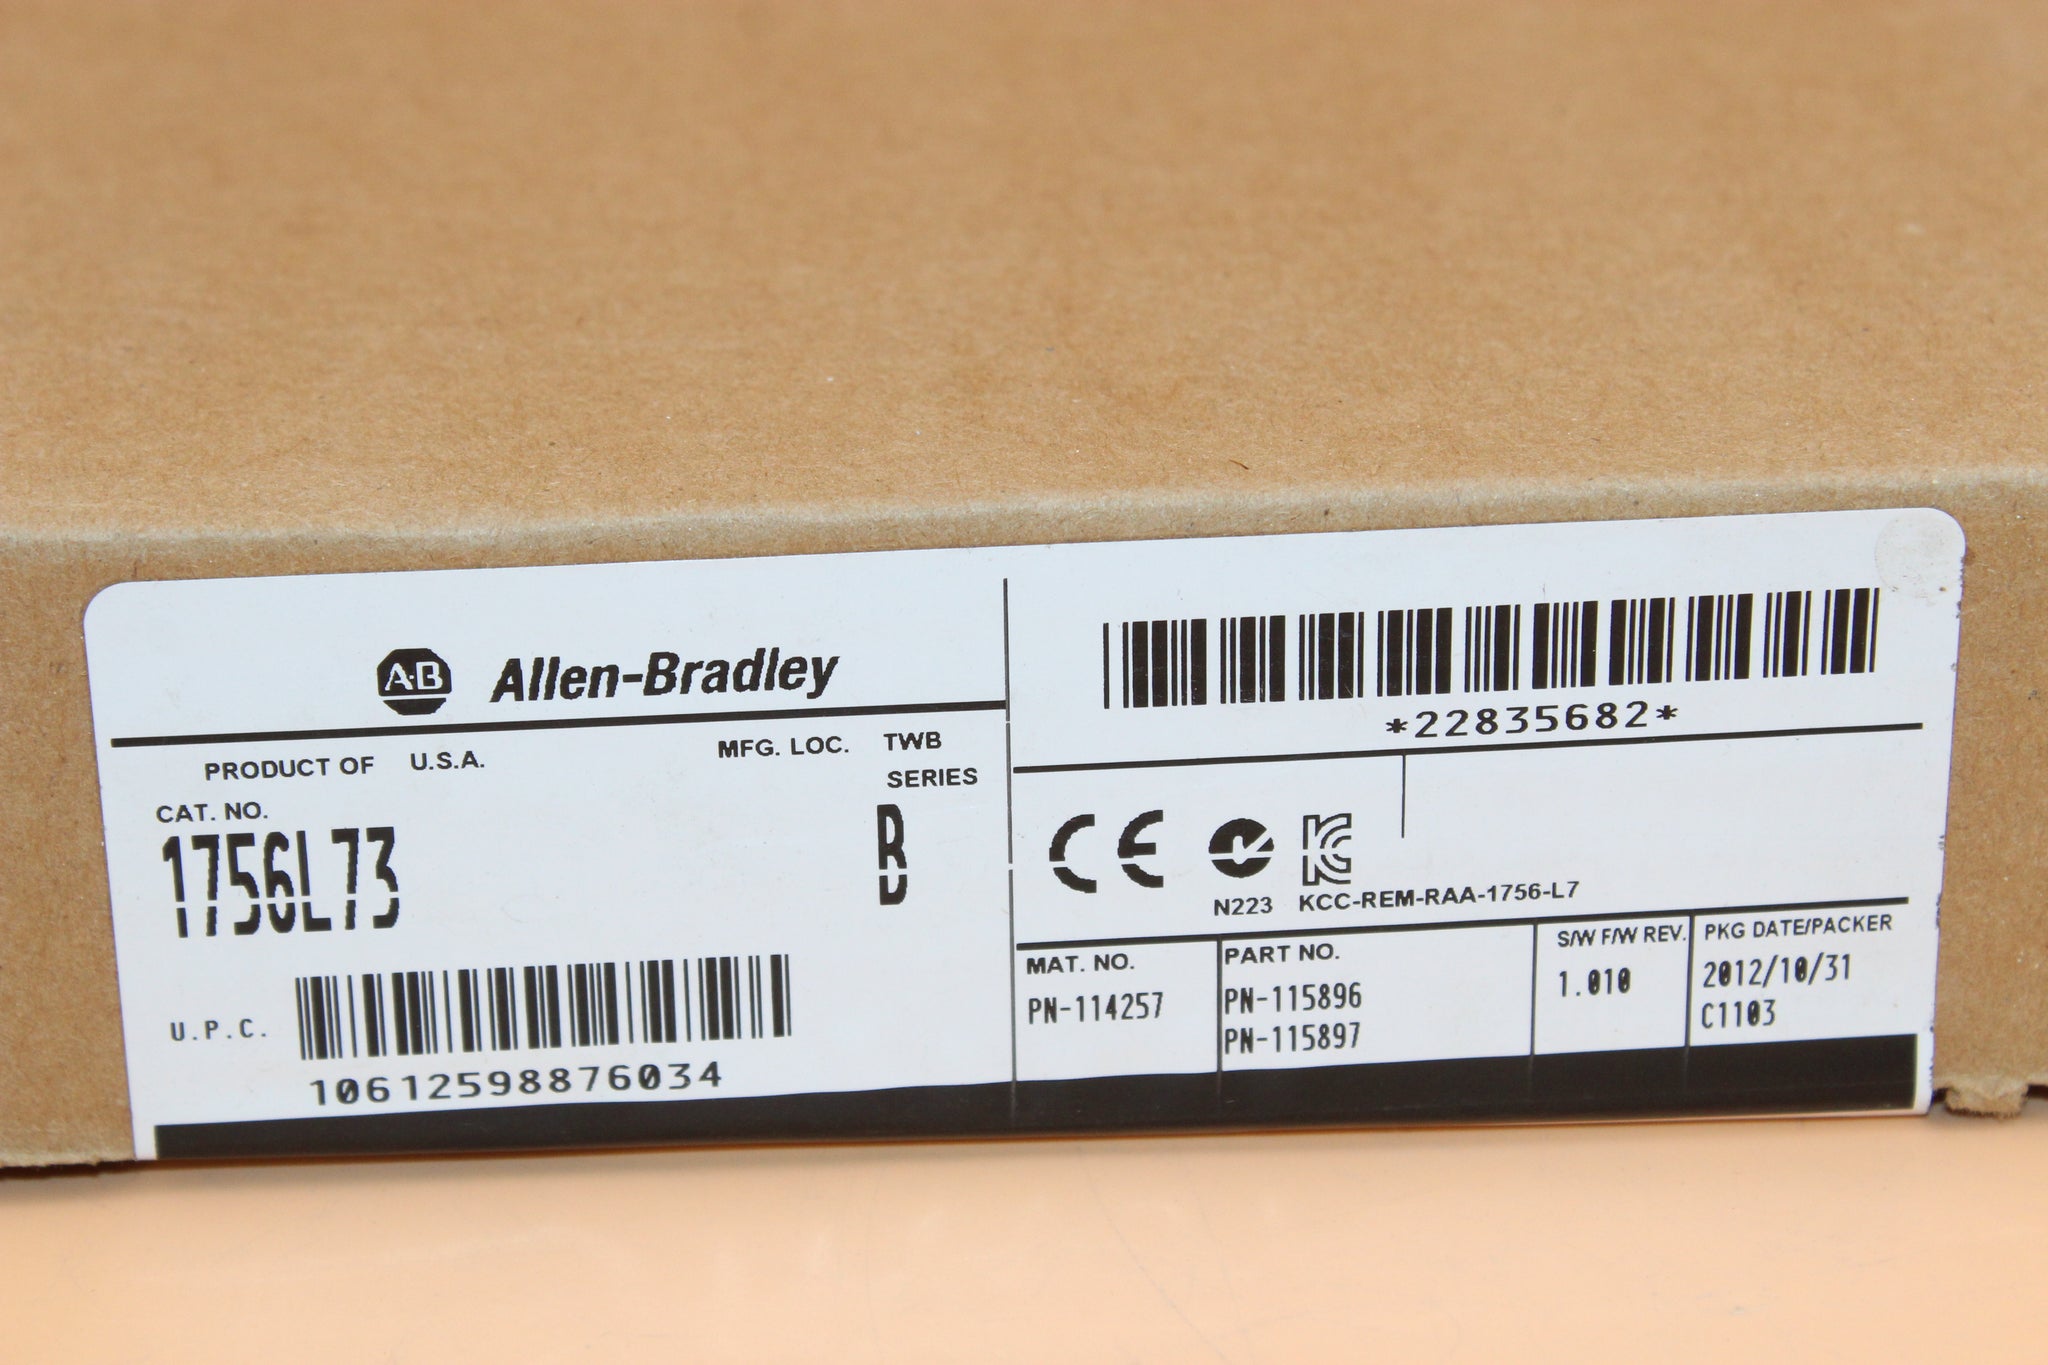 A-B Allen-Bradley
PRODUCT OF U.S.A. MFG. LOC. TWB
CAT. NO. SERIES
1756L73 B
U.P.C.
10612598876034
*22835682*
CE
N223 KCC-REM-RAA-1756-L7
MAT. NO.
PN-114257
PART NO.
PN-115896
PN-115897
S/W F/W REV.
1.010
PKG DATE/PACKER
2012/10/31
C1103